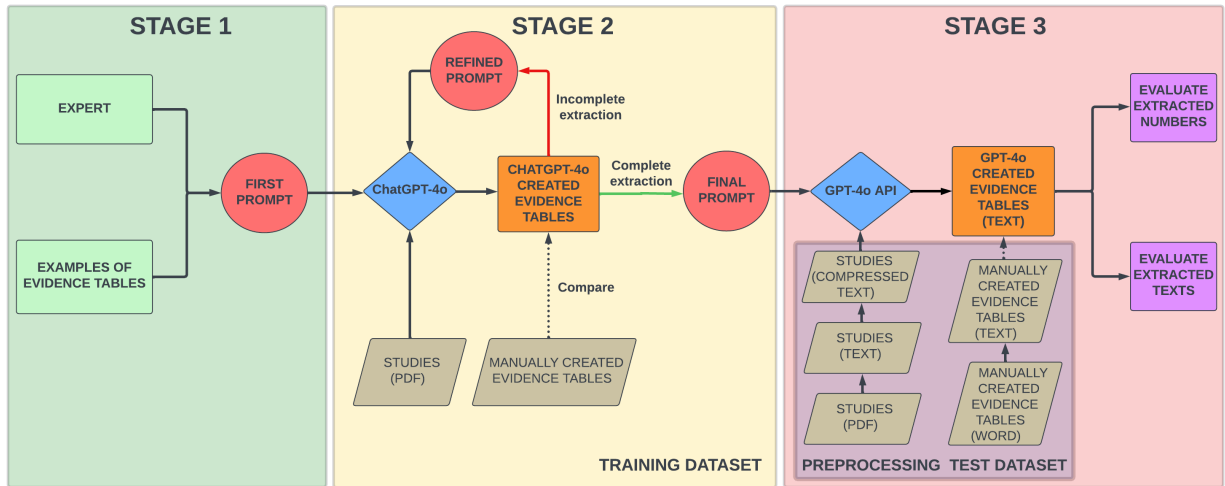 STAGE 1
EXPERT
EXAMPLES OF
EVIDENCE TABLES
FIRST
PROMPT
STAGE 2
REFINED
PROMPT
Incomplete
extraction
ChatGPT-4o
CHATGPT-4o
CREATED
EVIDENCE
TABLES
Complete
extraction
FINAL
PROMPT
Compare
STUDIES
(PDF)
MANUALLY CREATED
EVIDENCE TABLES
TRAINING DATASET
STAGE 3
GPT-4o API
GPT-4o
CREATED
EVIDENCE
TABLES
(TEXT)
EVALUATE
EXTRACTED
NUMBERS
EVALUATE
EXTRACTED
TEXTS
STUDIES
(COMPRESSED
TEXT)
STUDIES
(TEXT)
STUDIES
(PDF)
MANUALLY
CREATED
EVIDENCE
TABLES
(TEXT)
MANUALLY
CREATED
EVIDENCE
TABLES
(WORD)
PREPROCESSING TEST DATASET